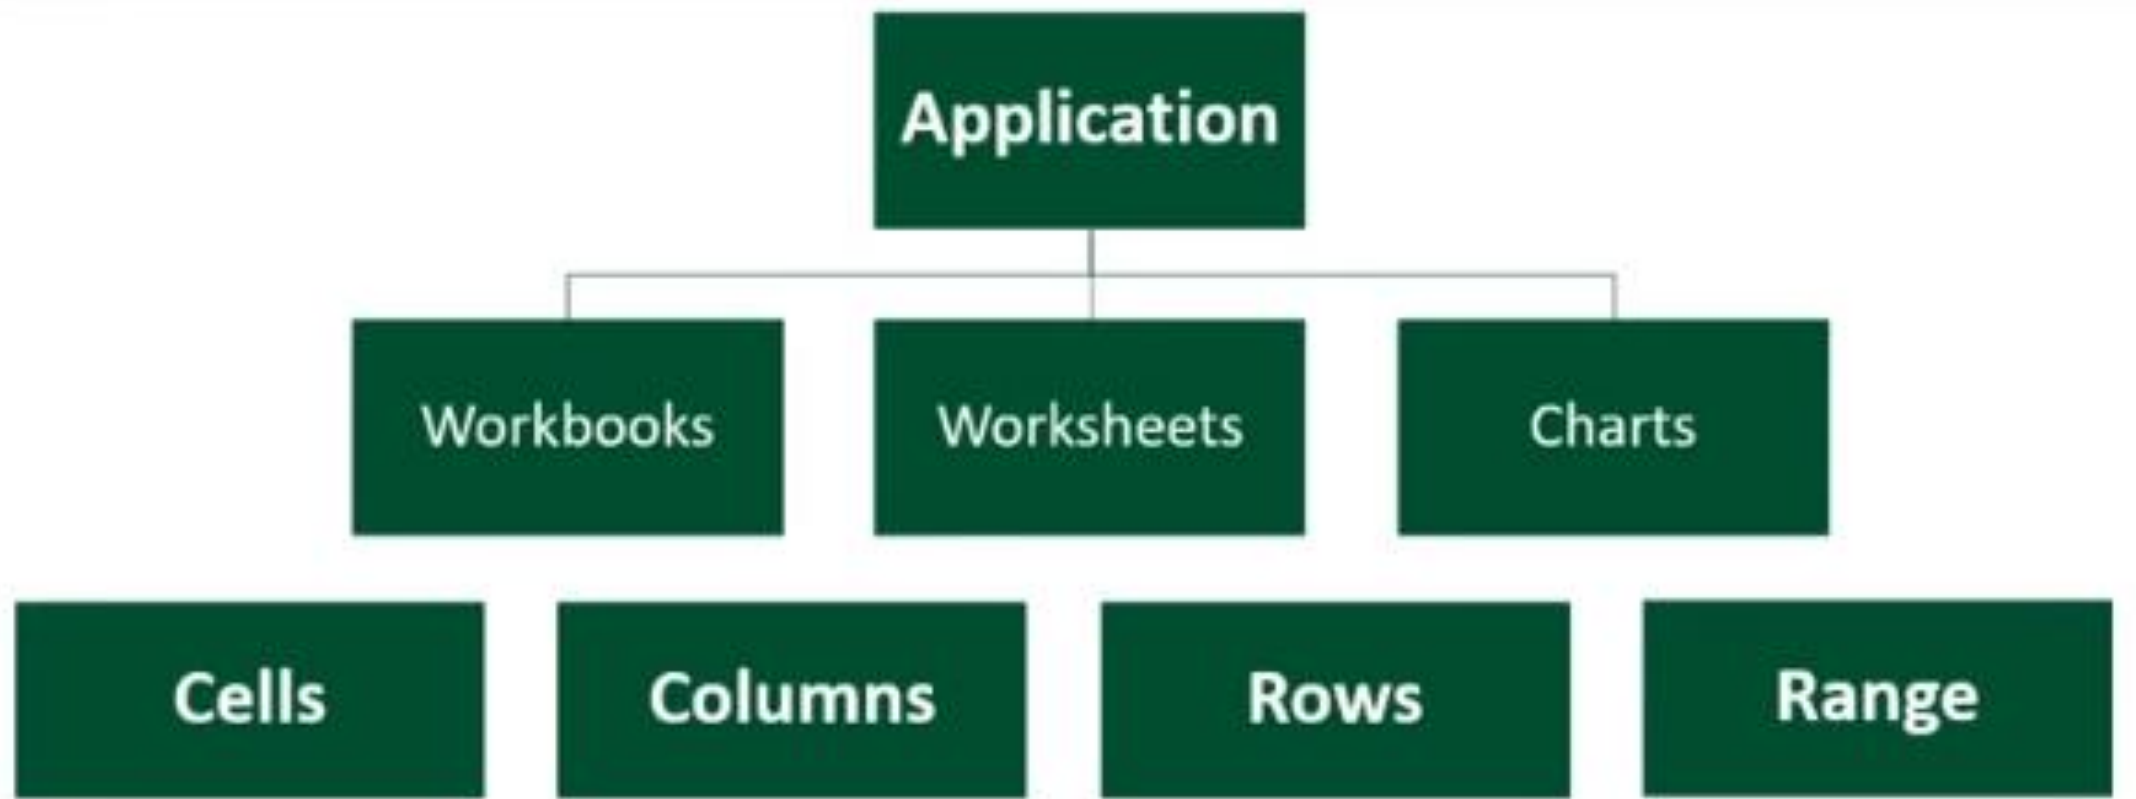 Application
Workbooks
Worksheets
Charts
Cells
Columns
Rows
Range